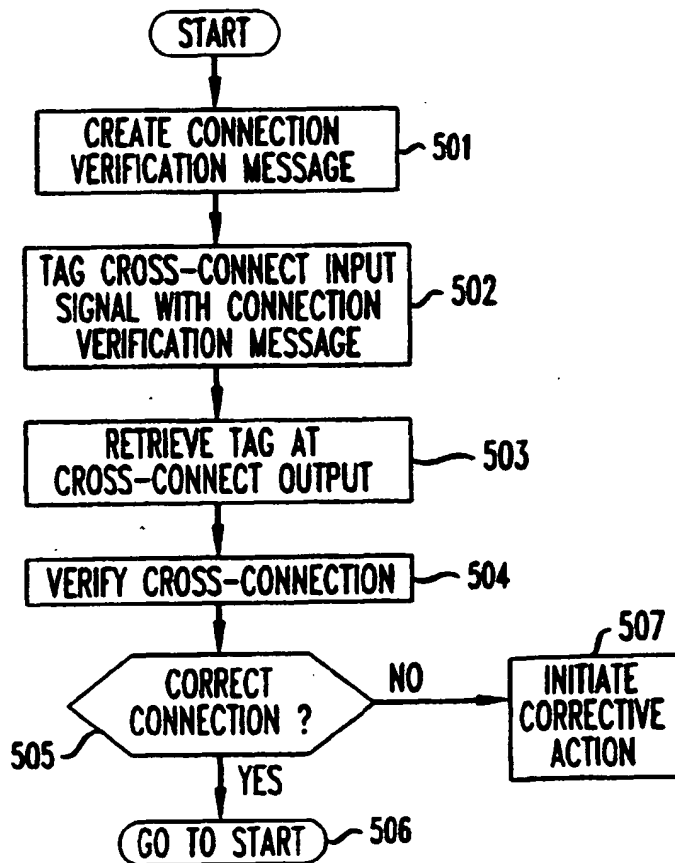 START
CREATE CONNECTION
VERIFICATION MESSAGE
501
TAG CROSS-CONNECT INPUT
SIGNAL WITH CONNECTION
VERIFICATION MESSAGE
502
RETRIEVE TAG AT
CROSS-CONNECT OUTPUT
503
VERIFY CROSS-CONNECTION
504
CORRECT
CONNECTION ?
505
NO
507
INITIATE
CORRECTIVE
ACTION
YES
GO TO START
506